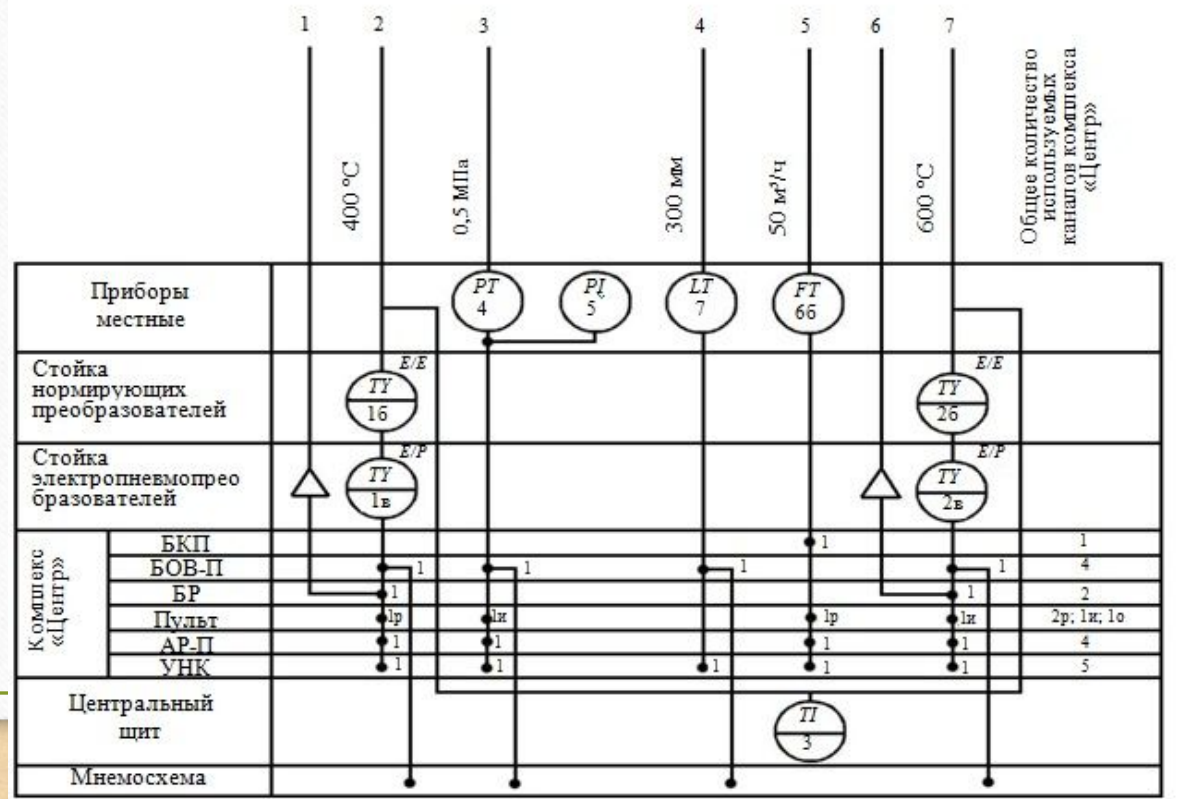 1 2 3 4 5 6 7
400 °С
0,5 МПа
300 мм
50 м³/ч
600 °С
Общее количество
используемых
каналов комплекса
«Центр»
Приборы
местные
PT
4
PI
5
LT
7
FT
6б
Стойка
нормирующих
преобразователей
E/E
TY
1б
E/E
TY
2б
Стойка
электропневмопрео
бразователей
E/P
TY
1в
E/P
TY
2в
Комплекс
«Центр»
БКП 1 1
БОВ-П 1 1 1 1 4
БР 1 1 2
Пульт 1р 1и 1р 1и 2р; 1и; 1о
АР-П 1 1 1 1 4
УНК 1 1 1 1 1 5
Центральный
щит
TI
3
Мнемосхема